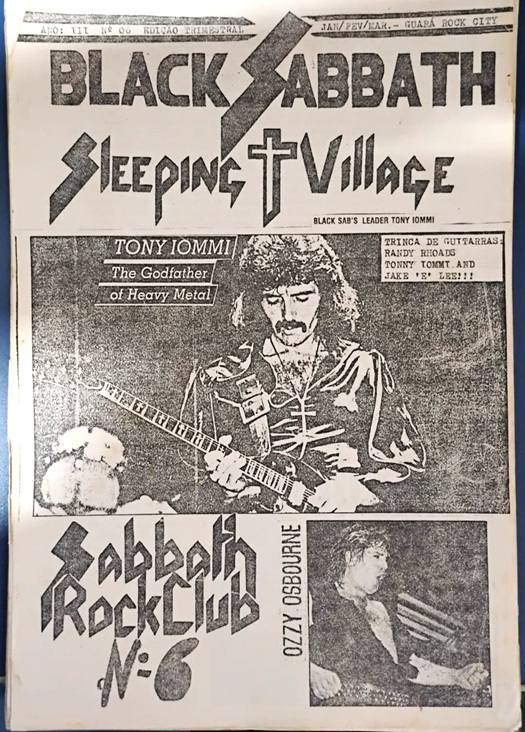 ANO: III Nº 06 EDIÇÃO TRIMESTRAL
JAN/FEV/MAR.- GUARÁ ROCK CITY
BLACK SABBATH
SLEEPING VILLAGE
BLACK SAB'S LEADER TONY IOMMI
TONY IOMMI
The Godfather
of Heavy Metal
TRINCA DE GUITARRAS:
RANDY RHOADS
TONNY IOMMI AND
JAKE 'E' LEE!!!
Sabbath
Rock Club
Nº 6
OZZY OSBOURNE